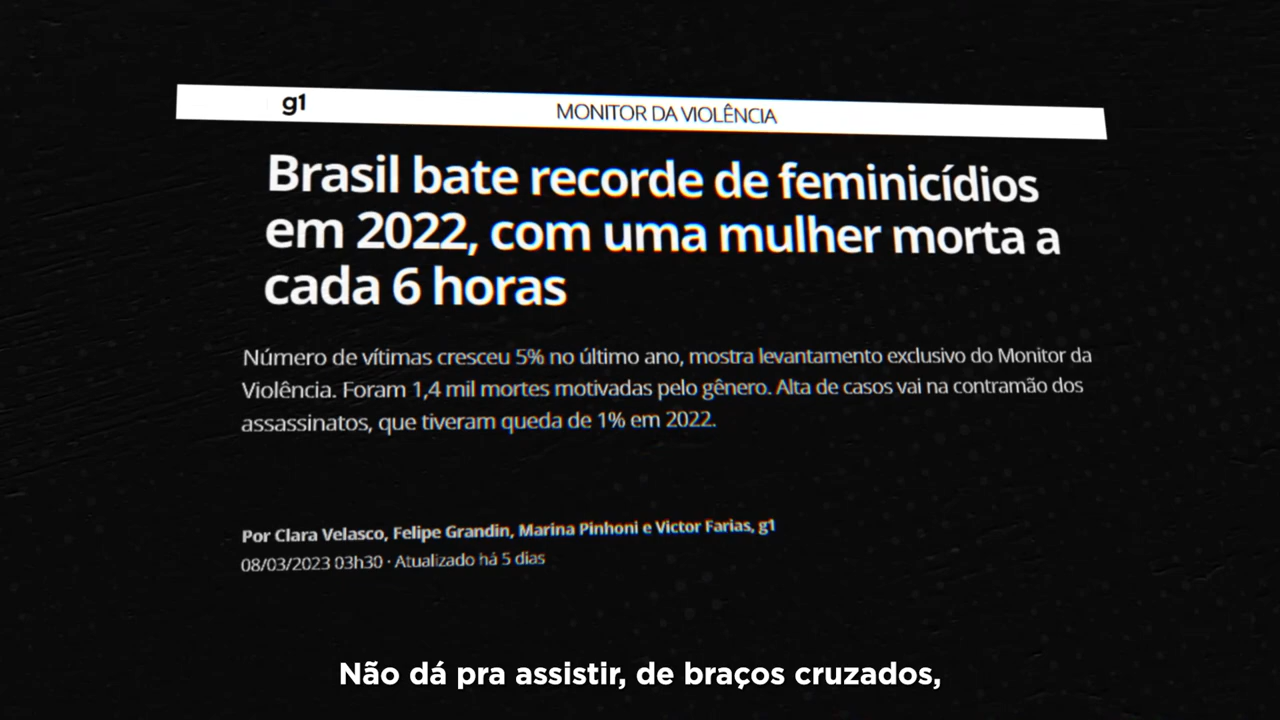 g1
MONITOR DA VIOLÊNCIA
Brasil bate recorde de feminicídios
em 2022, com uma mulher morta a
cada 6 horas
Número de vítimas cresceu 5% no último ano, mostra levantamento exclusivo do Monitor da
Violência. Foram 1,4 mil mortes motivadas pelo gênero. Alta de casos vai na contramão dos
assassinatos, que tiveram queda de 1% em 2022.
Por Clara Velasco, Felipe Grandin, Marina Pinhoni e Victor Farias, g1
08/03/2023 03h30 · Atualizado há 5 dias
Não dá pra assistir, de braços cruzados,